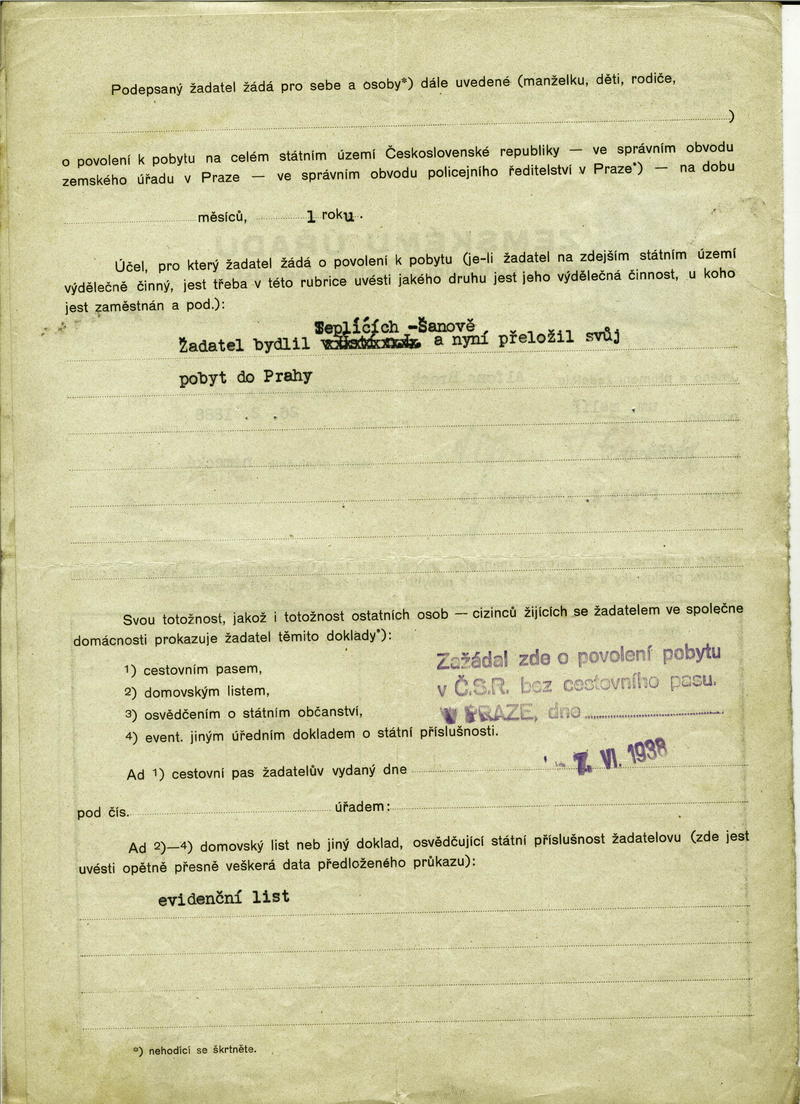 Podepsaný žadatel žádá pro sebe a osoby*) dále uvedené (manželku, děti, rodiče,
)
o povolení k pobytu na celém státním území Československé republiky — ve správním obvodu
zemského úřadu v Praze — ve správním obvodu policejního ředitelství v Praze*) — na dobu
měsíců, 1 roku.
Účel, pro který žadatel žádá o povolení k pobytu (je-li žadatel na zdejším státním území
výdělečně činný, jest třeba v této rubrice uvésti jakého druhu jest jeho výdělečná činnost, u koho
jest zaměstnán a pod.):
Teplících -Šanově
Žadatel bydlil a nyní přeložil svůj
pobyt do Prahy
Svou totožnost, jakož i totožnost ostatních osob — cizinců žijících se žadatelem ve společne
domácnosti prokazuje žadatel těmito doklady*):
1) cestovním pasem,
2) domovským listem,
3) osvědčením o státním občanství,
4) event. jiným úředním dokladem o státní příslušnosti.
Zažádal zde o povolení pobytu
v Č.S.R. bez cestovního pasu.
V PRAZE, dne
Ad 1) cestovní pas žadatelův vydaný dne
7. VI. 1938
pod čís. úřadem:
Ad 2)—4) domovský list neb jiný doklad, osvědčující státní příslušnost žadatelovu (zde jest
uvésti opětně přesně veškerá data předloženého průkazu):
evidenční list
*) nehodící se škrtněte.